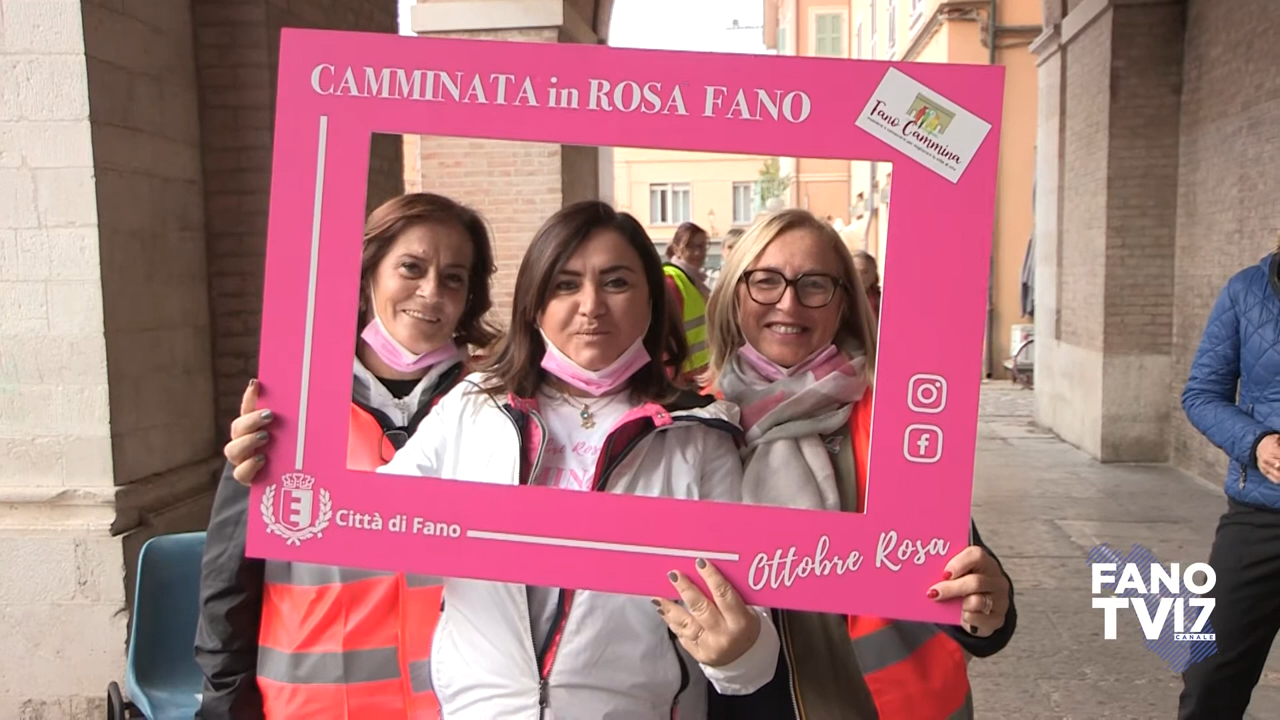 CAMMINATA in ROSA FANO
Fano Cammina
Città di Fano
Ottobre Rosa
FANO
TV17
CANALE